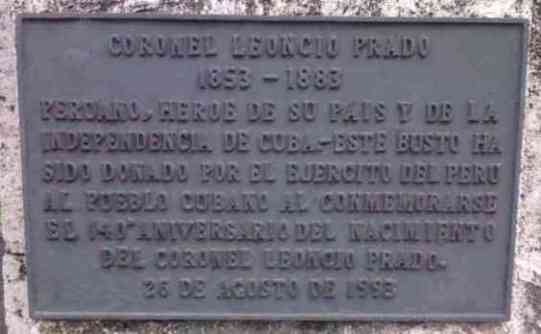 CORONEL LEONCIO PRADO
1853 - 1883
PERUANO, HEROE DE SU PAIS Y DE LA
INDEPENDENCIA DE CUBA-ESTE BUSTO HA
SIDO DONADO POR EL EJERCITO DEL PERU
AL PUEBLO CUBANO AL CONMEMORARSE
EL 140° ANIVERSARIO DEL NACIMIENTO
DEL CORONEL LEONCIO PRADO.
26 DE AGOSTO DE 1993